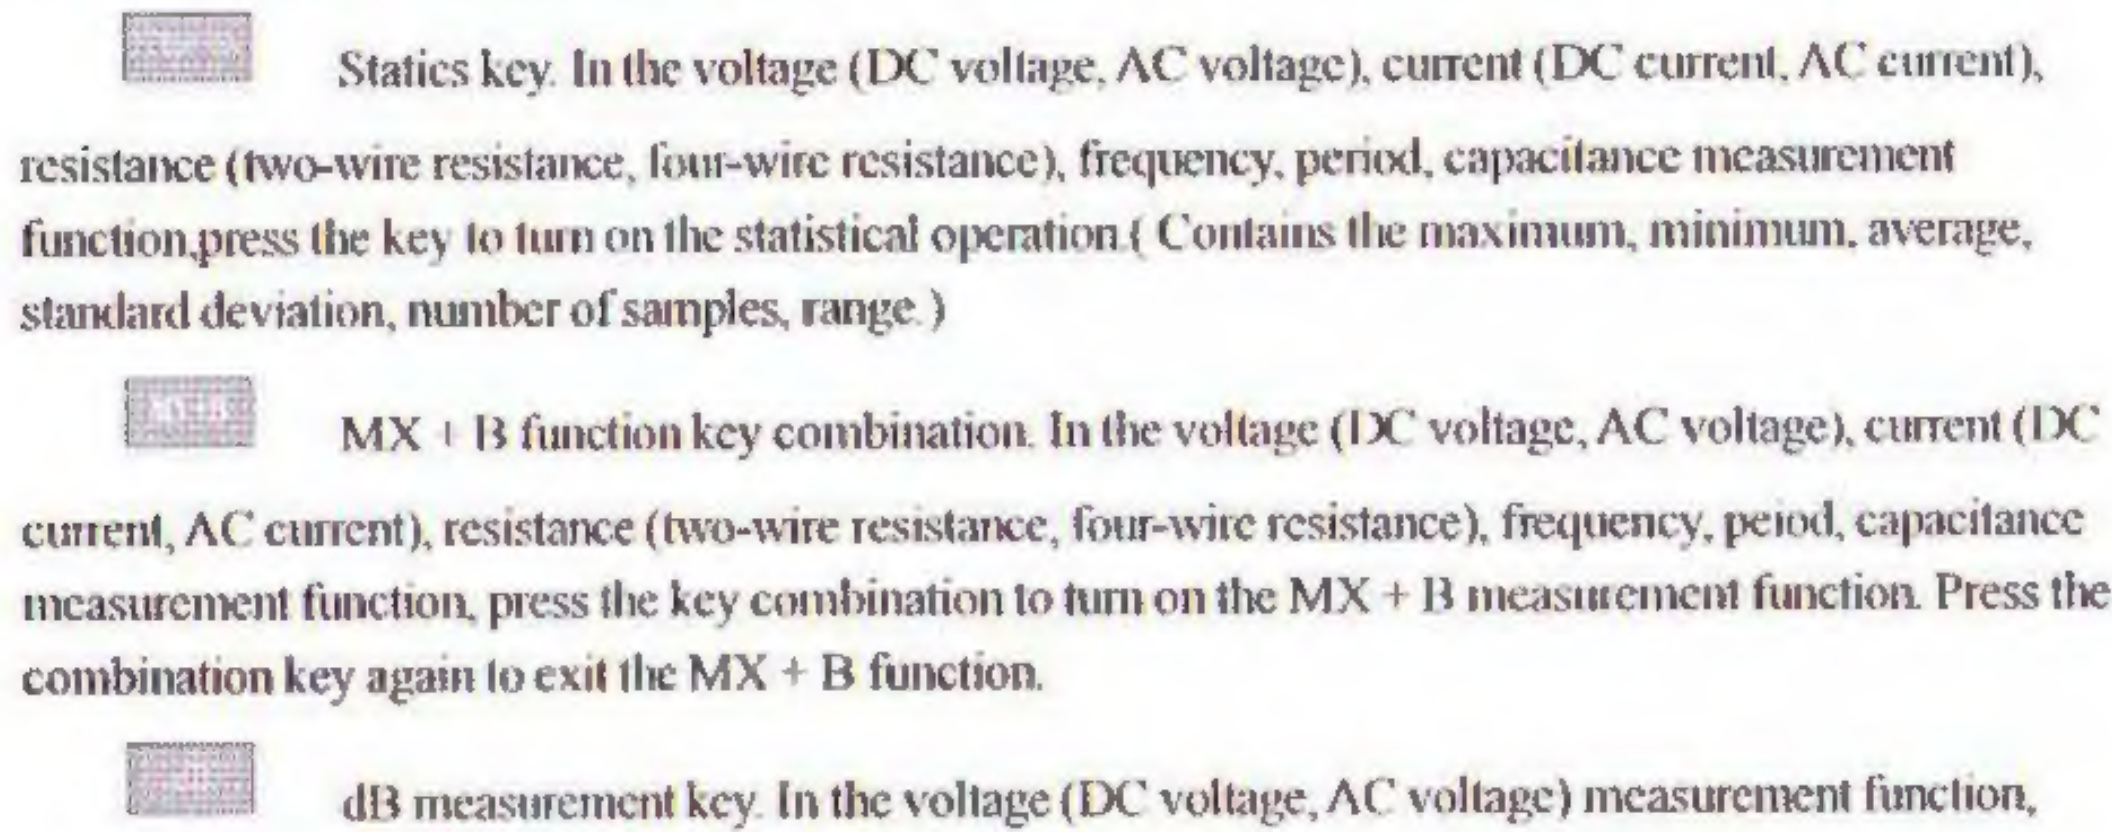 Statics key. In the voltage (DC voltage, AC voltage), current (DC current, AC current),
resistance (two-wire resistance, four-wire resistance), frequency, period, capacitance measurement
function,press the key to turn on the statistical operation.( Contains the maximum, minimum, average,
standard deviation, number of samples, range.)
MX + B function key combination. In the voltage (DC voltage, AC voltage), current (DC
current, AC current), resistance (two-wire resistance, four-wire resistance), frequency, peiod, capacitance
measurement function, press the key combination to turn on the MX + B measurement function. Press the
combination key again to exit the MX + B function.
dB measurement key. In the voltage (DC voltage, AC voltage) measurement function,